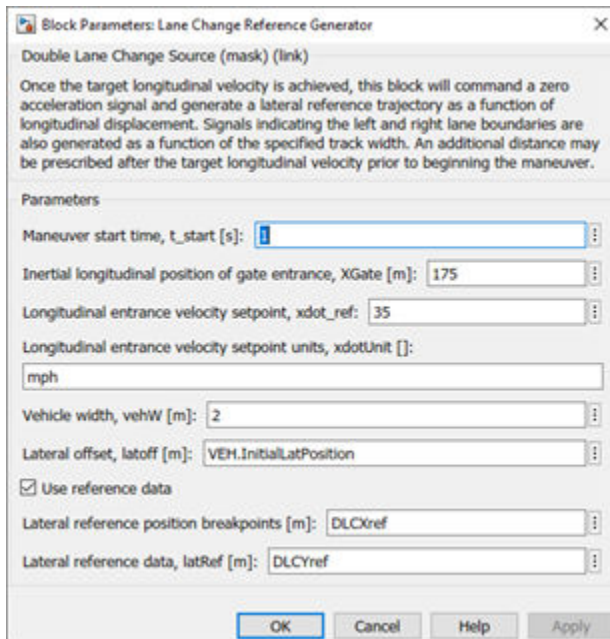 Block Parameters: Lane Change Reference Generator
Double Lane Change Source (mask) (link)
Once the target longitudinal velocity is achieved, this block will command a zero
acceleration signal and generate a lateral reference trajectory as a function of
longitudinal displacement. Signals indicating the left and right lane boundaries are
also generated as a function of the specified track width. An additional distance may
be prescribed after the target longitudinal velocity prior to beginning the maneuver.
Parameters
Maneuver start time, t_start [s]: 1
Inertial longitudinal position of gate entrance, XGate [m]: 175
Longitudinal entrance velocity setpoint, xdot_ref: 35
Longitudinal entrance velocity setpoint units, xdotUnit []:
mph
Vehicle width, vehW [m]: 2
Lateral offset, latoff [m]: VEH.InitialLatPosition
Use reference data
Lateral reference position breakpoints [m]: DLCXref
Lateral reference data, latRef [m]: DLCYref
OK Cancel Help Apply